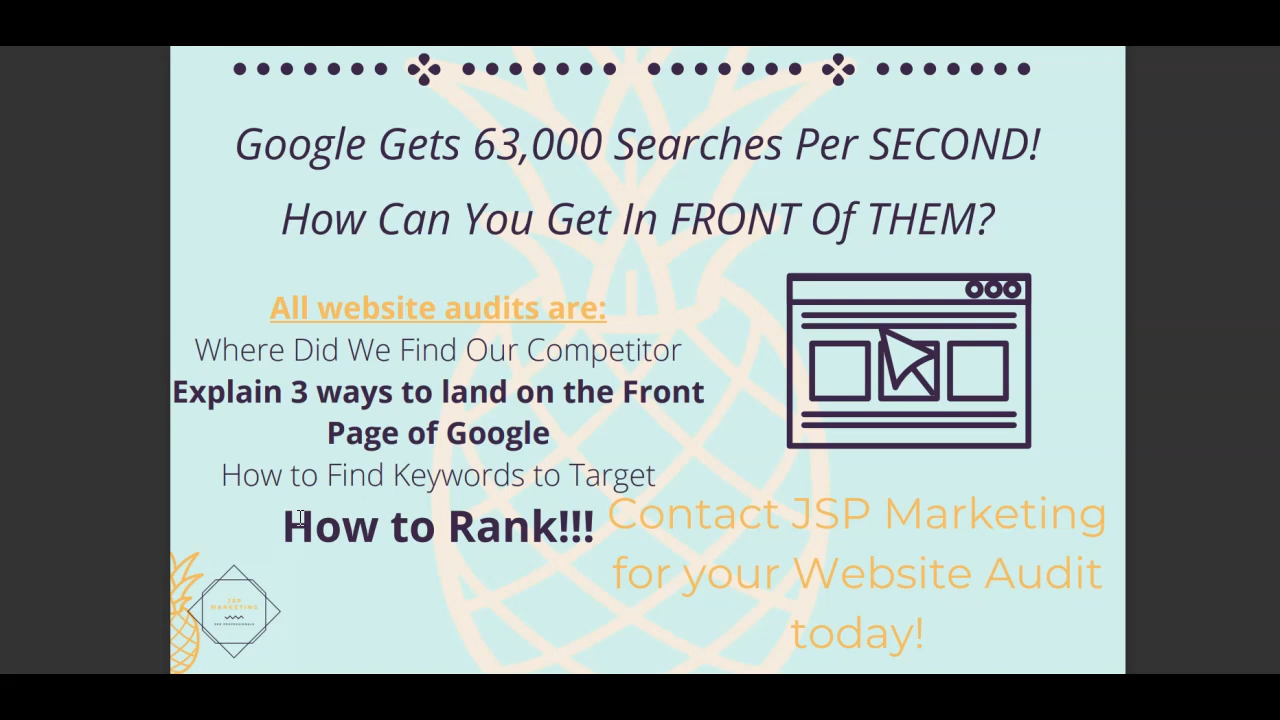 Google Gets 63,000 Searches Per SECOND!
How Can You Get In FRONT Of THEM?
All website audits are:
Where Did We Find Our Competitor
Explain 3 ways to land on the Front
Page of Google
How to Find Keywords to Target
How to Rank!!!
Contact JSP Marketing
for your Website Audit
today!
JSP
MARKETING